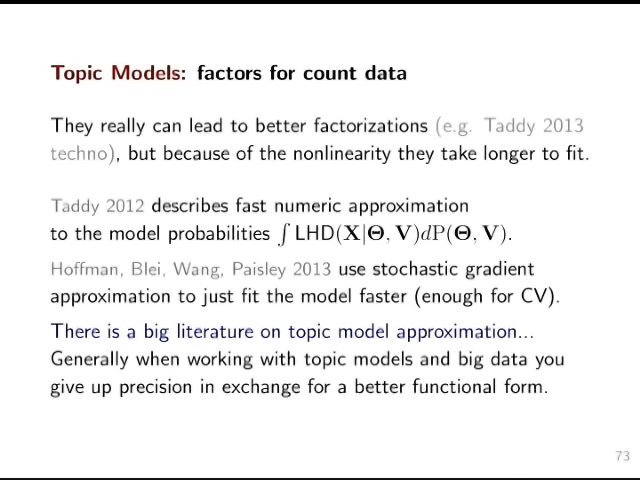 Topic Models: factors for count data
They really can lead to better factorizations (e.g. Taddy 2013
techno), but because of the nonlinearity they take longer to fit.
Taddy 2012 describes fast numeric approximation
to the model probabilities ∫ LHD(X|Θ, V)dP(Θ, V).
Hoffman, Blei, Wang, Paisley 2013 use stochastic gradient
approximation to just fit the model faster (enough for CV).
There is a big literature on topic model approximation...
Generally when working with topic models and big data you
give up precision in exchange for a better functional form.
73